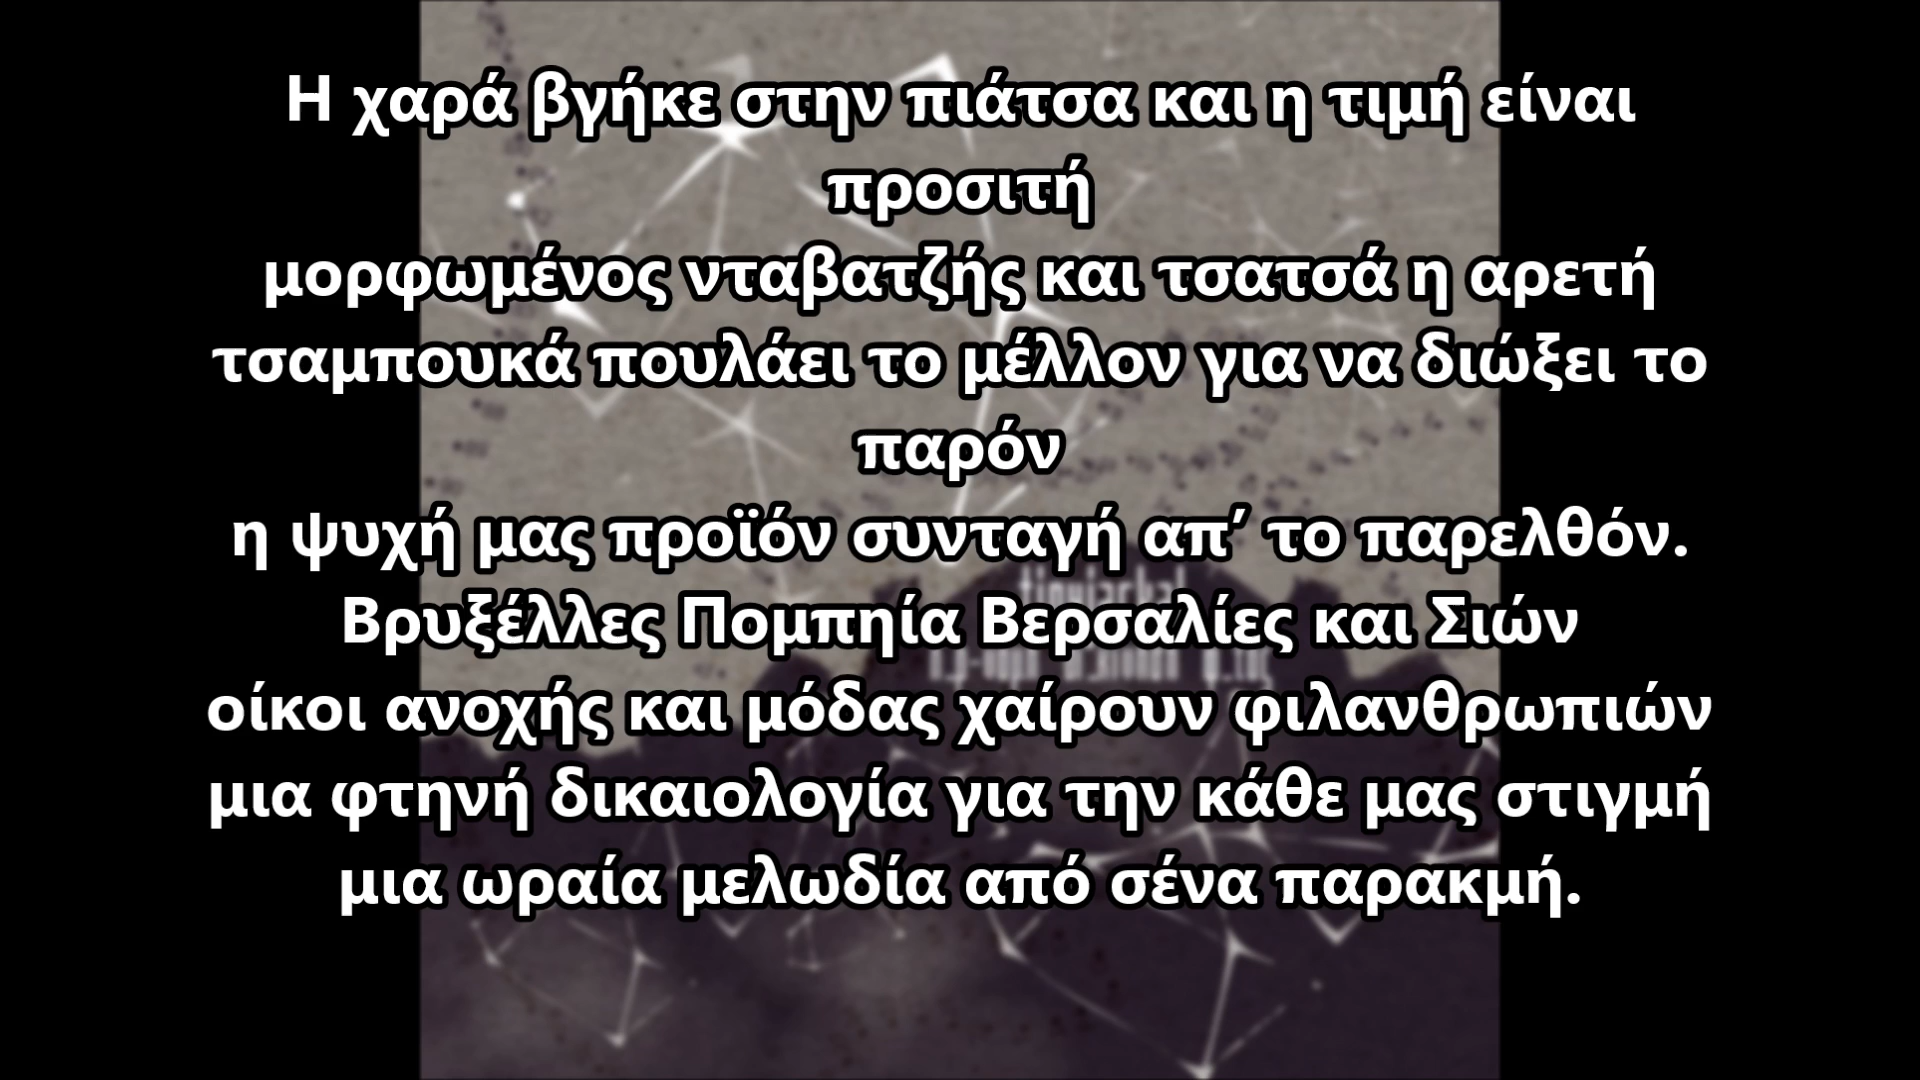 Η χαρά βγήκε στην πιάτσα και η τιμή είναι
προσιτή
μορφωμένος νταβατζής και τσατσά η αρετή
τσαμπουκά πουλάει το μέλλον για να διώξει το
παρόν
η ψυχή μας προϊόν συνταγή απ’ το παρελθόν.
Βρυξέλλες Πομπηία Βερσαλίες και Σιών
οίκοι ανοχής και μόδας χαίρουν φιλανθρωπιών
μια φτηνή δικαιολογία για την κάθε μας στιγμή
μια ωραία μελωδία από σένα παρακμή.